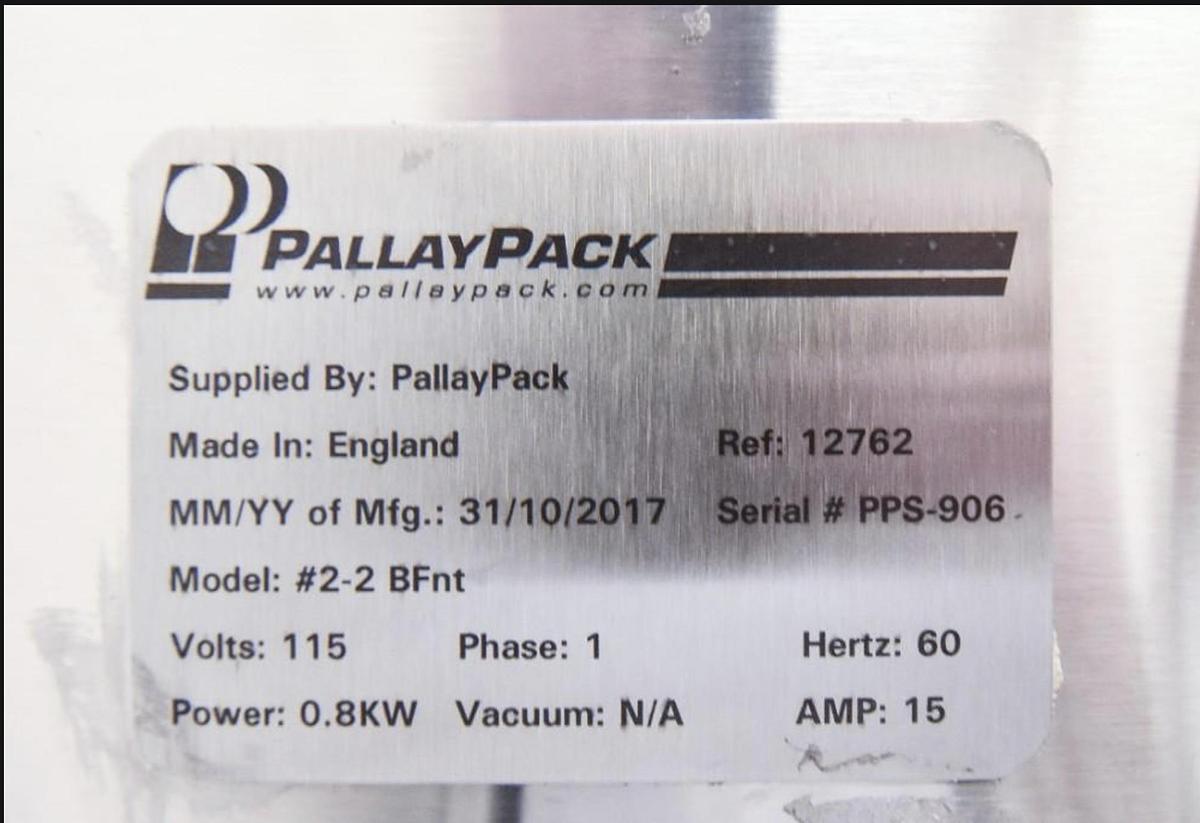 PALLAYPACK
www.pallaypack.com
Supplied By: PallayPack
Made In: England Ref: 12762
MM/YY of Mfg.: 31/10/2017 Serial # PPS-906
Model: #2-2 BFnt
Volts: 115 Phase: 1 Hertz: 60
Power: 0.8KW Vacuum: N/A AMP: 15